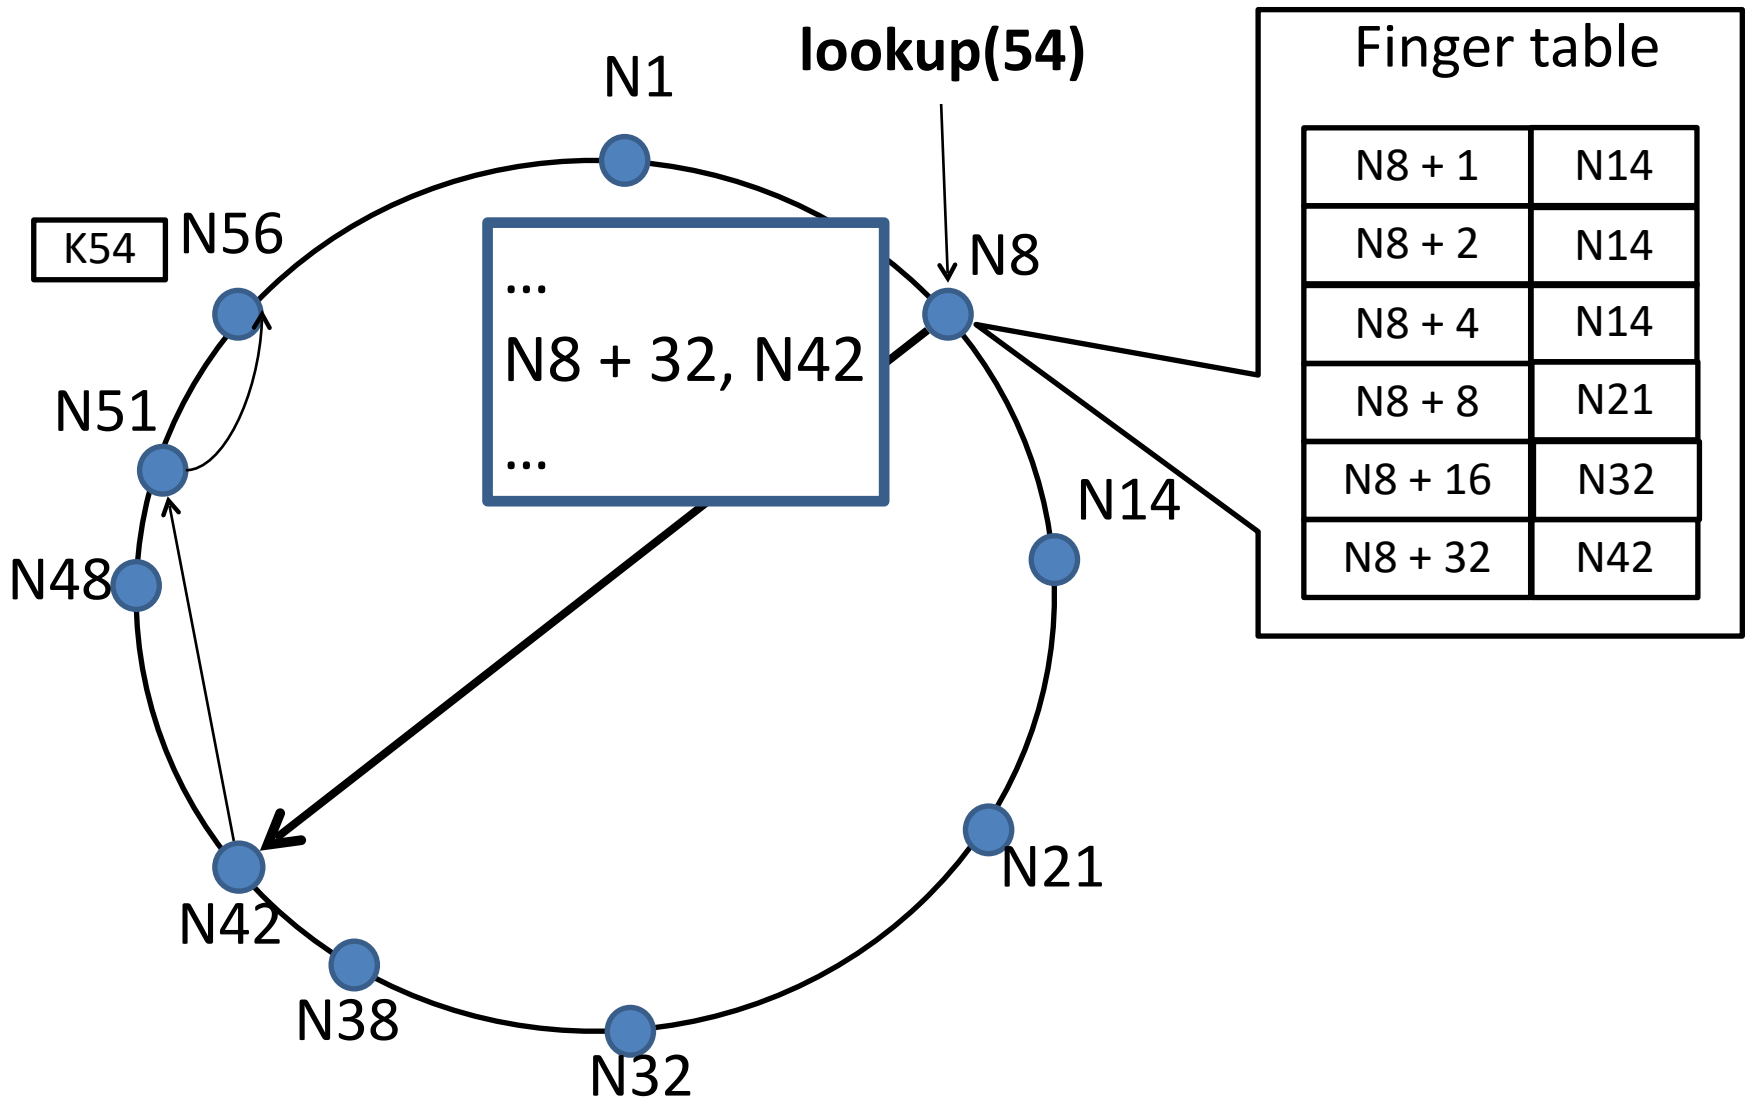 lookup(54)
N1
K54
N56
N8
...
N8 + 32, N42
...
N51
N14
N48
N21
N42
N38
N32
Finger table
N8 + 1 N14
N8 + 2 N14
N8 + 4 N14
N8 + 8 N21
N8 + 16 N32
N8 + 32 N42